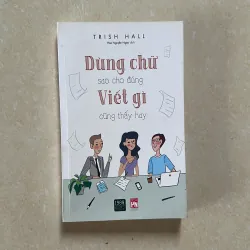 TRISH HALL
Dùng chữ
sao cho đúng
Viết gì
cũng thấy hay